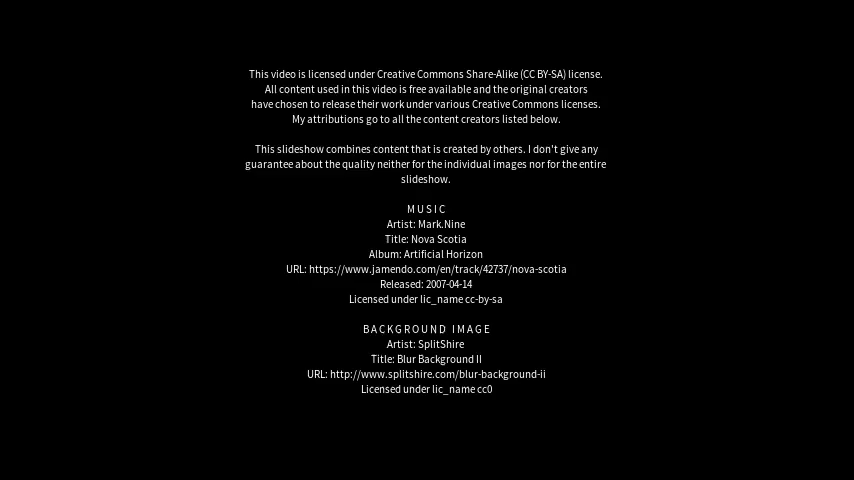 This video is licensed under Creative Commons Share-Alike (CC BY-SA) license.
All content used in this video is free available and the original creators
have chosen to release their work under various Creative Commons licenses.
My attributions go to all the content creators listed below.
This slideshow combines content that is created by others. I don't give any
guarantee about the quality neither for the individual images nor for the entire
slideshow.
MUSIC
Artist: Mark.Nine
Title: Nova Scotia
Album: Artificial Horizon
URL: https://www.jamendo.com/en/track/42737/nova-scotia
Released: 2007-04-14
Licensed under lic_name cc-by-sa
BACKGROUND IMAGE
Artist: SplitShire
Title: Blur Background II
URL: http://www.splitshire.com/blur-background-ii
Licensed under lic_name cc0